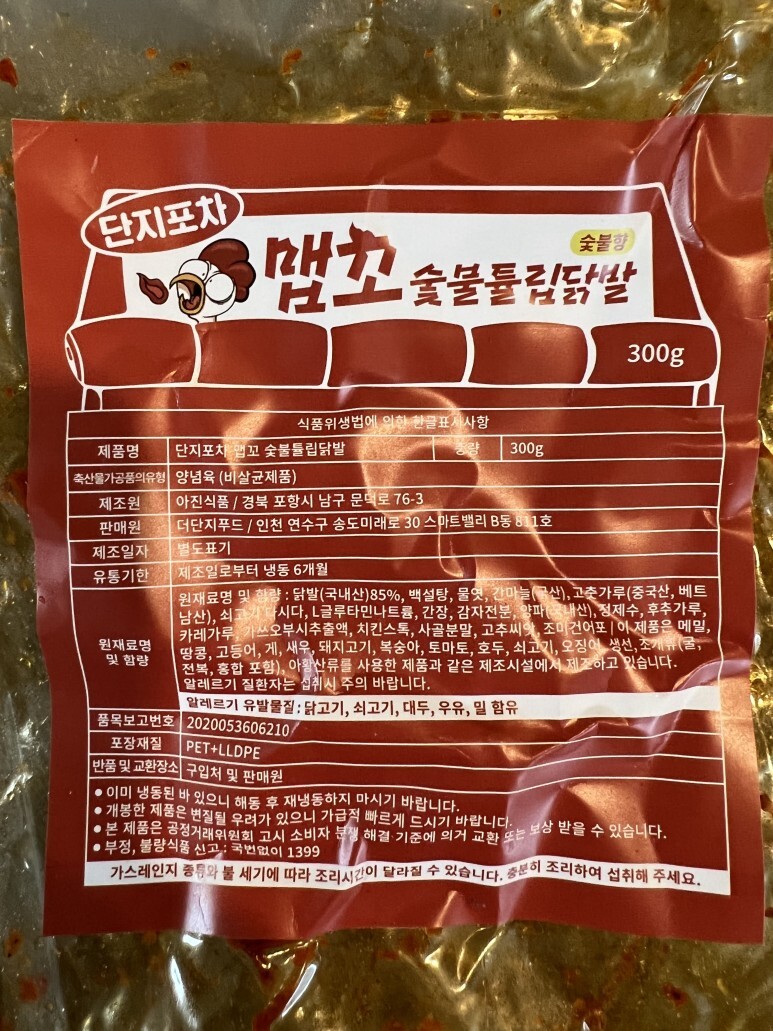 단지포차
숯불향
맵꼬 숯불튤립닭발
300g
식품위생법에 의한 한글표시사항
제품명 단지포차 맵꼬 숯불튤립닭발 중량 300g
축산물가공품의유형 양념육 (비살균제품)
제조원 아진식품 / 경북 포항시 남구 문덕로 76-3
판매원 더단지푸드 / 인천 연수구 송도미래로 30 스마트밸리 B동 811호
제조일자 별도표기
유통기한 제조일로부터 냉동 6개월
원재료명 및 함량
원재료명 및 함량 : 닭발(국내산)85%, 백설탕, 물엿, 간마늘(국산), 고춧가루(중국산, 베트
남산), 쇠고기 다시다, L글루타민나트륨, 간장, 감자전분, 양파(국내산), 정제수, 후추가루,
카레가루, 가쓰오부시추출액, 치킨스톡, 사골분말, 고추씨앗, 조미건어포 / 이 제품은 메밀,
땅콩, 고등어, 게, 새우, 돼지고기, 복숭아, 토마토, 호두, 쇠고기, 오징어, 생선, 조개류(굴,
전복, 홍합 포함), 아황산류를 사용한 제품과 같은 제조시설에서 제조하고 있습니다.
알레르기 질환자는 섭취시 주의 바랍니다.
알레르기 유발물질 : 닭고기, 쇠고기, 대두, 우유, 밀 함유
품목보고번호 2020053606210
포장재질 PET+LLDPE
반품 및 교환장소 구입처 및 판매원
● 이미 냉동된 바 있으니 해동 후 재냉동하지 마시기 바랍니다.
● 개봉한 제품은 변질될 우려가 있으니 가급적 빠르게 드시기 바랍니다.
● 본 제품은 공정거래위원회 고시 소비자 분쟁 해결 기준에 의거 교환 또는 보상 받을 수 있습니다.
● 부정, 불량식품 신고 : 국번없이 1399
가스레인지 종류와 불 세기에 따라 조리시간이 달라질 수 있습니다. 충분히 조리하여 섭취해 주세요.